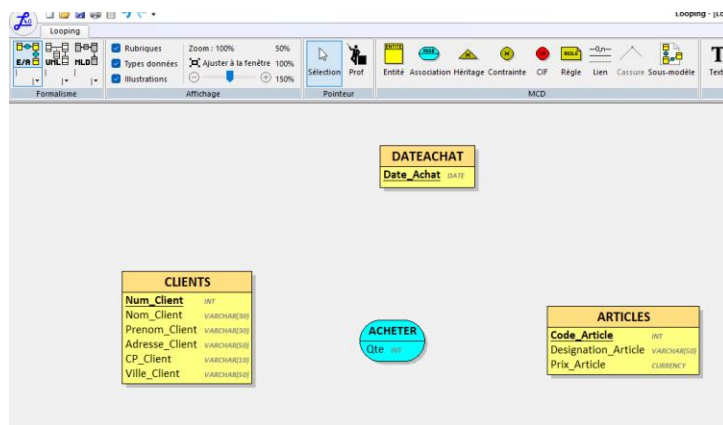 Looping - [Lo
Looping
Rubriques
Types données
Illustrations
Zoom : 100%
50%
Ajuster à la fenêtre
100%
150%
E/A
UML
MLD
Sélection
Prof
Entité
Association
Héritage
Contrainte
CIF
Règle
Lien
Cassure
Sous-modèle
Text
Formalisme
Affichage
Pointeur
MCD
DATEACHAT
Date_Achat DATE
CLIENTS
Num_Client INT
Nom_Client VARCHAR(30)
Prenom_Client VARCHAR(30)
Adresse_Client VARCHAR(50)
CP_Client VARCHAR(10)
Ville_Client VARCHAR(50)
ACHETER
Qte INT
ARTICLES
Code_Article INT
Designation_Article VARCHAR(50)
Prix_Article CURRENCY